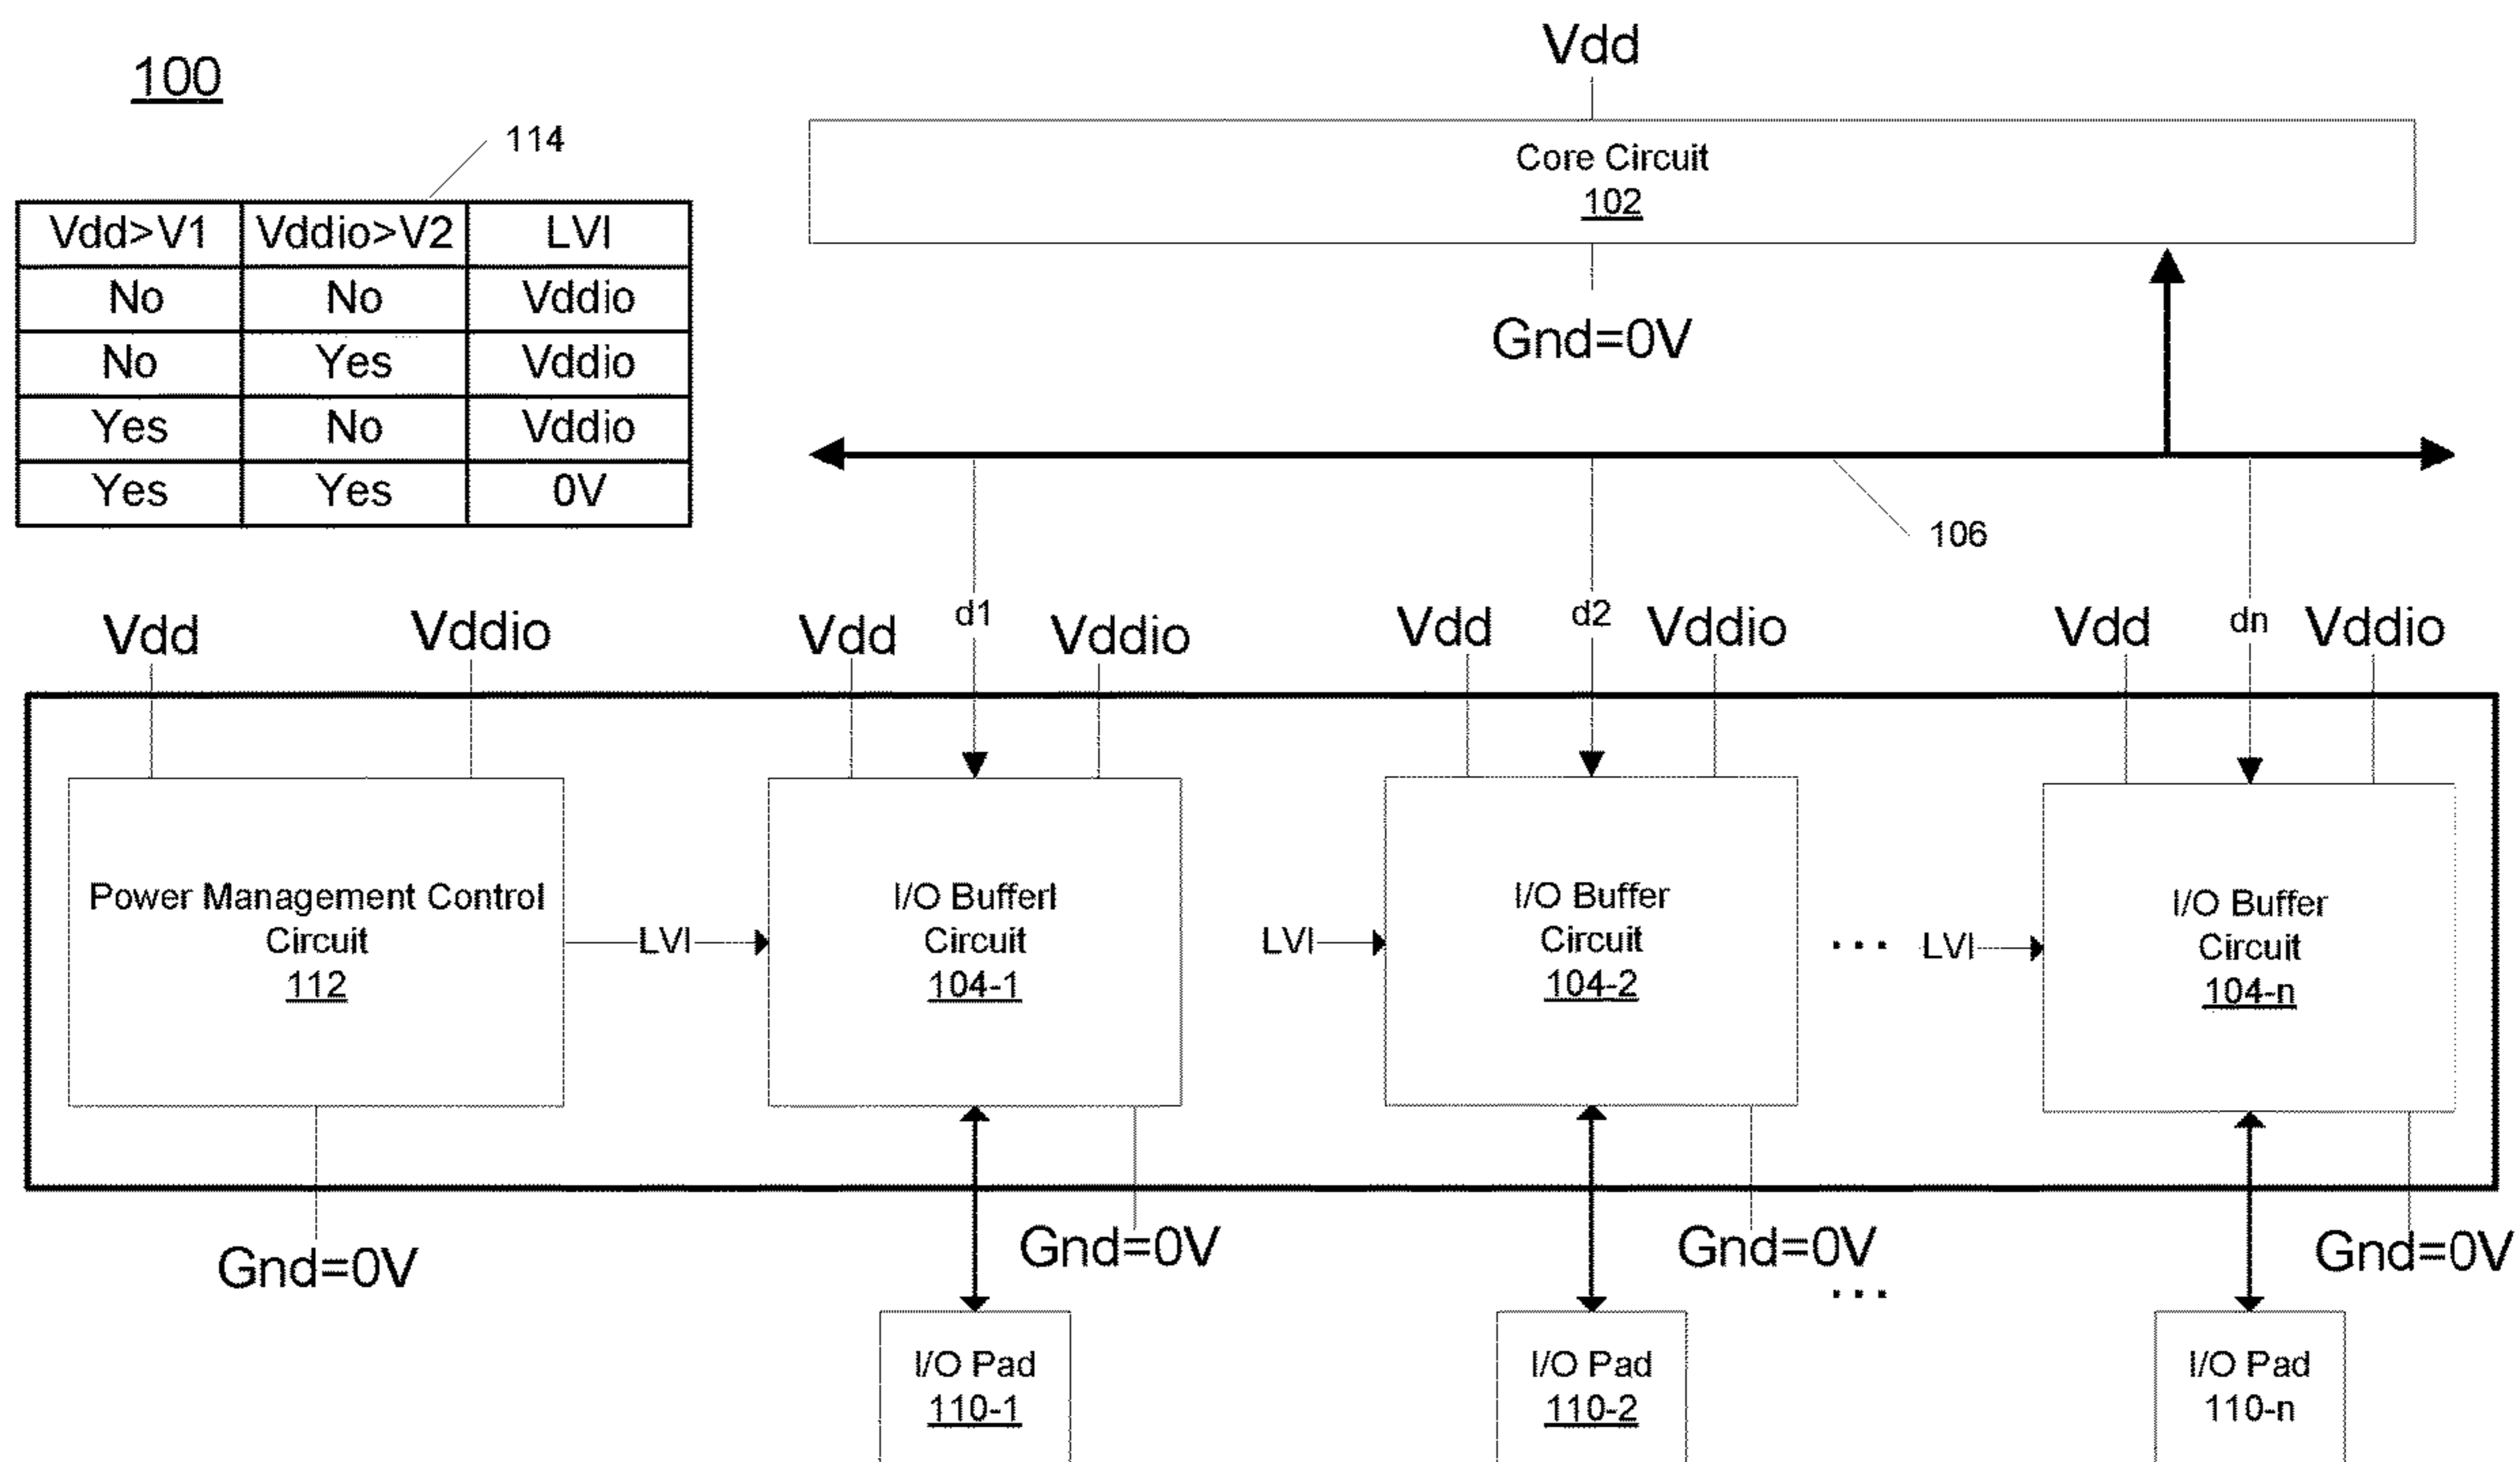 100
114
Vdd>V1 Vddio>V2 LVI
No No Vddio
No Yes Vddio
Yes No Vddio
Yes Yes 0V
Vdd
Core Circuit
102
Gnd=0V
106
d1
d2
dn
Vdd Vddio
Vdd Vddio
Vdd Vddio
Vdd Vddio
Power Management Control
Circuit
112
LVI
I/O Bufferl
Circuit
104-1
LVI
I/O Buffer
Circuit
104-2
...
LVI
I/O Buffer
Circuit
104-n
Gnd=0V
Gnd=0V
Gnd=0V
Gnd=0V
...
I/O Pad
110-1
I/O Pad
110-2
I/O Pad
110-n